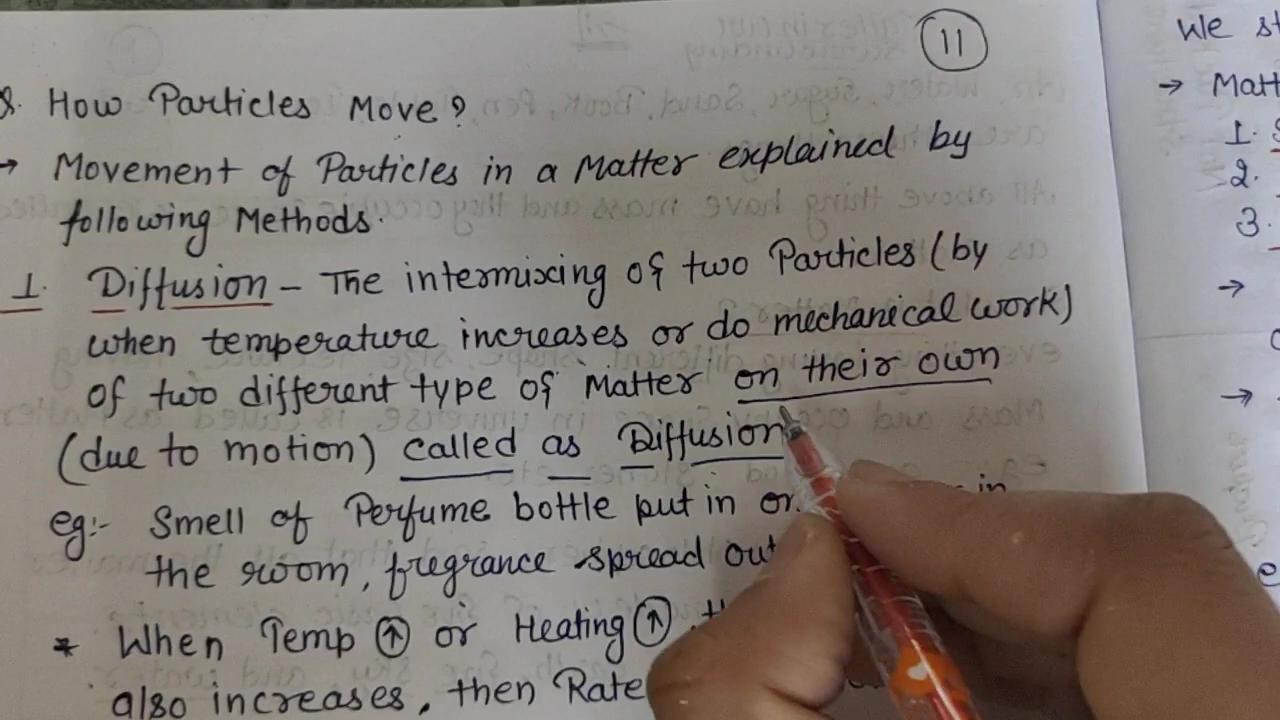 11
8. How Particles Move?
→ Movement of Particles in a Matter explained by
following Methods.
1. Diffusion - The intermixing of two Particles (by
when temperature increases or do mechanical work)
of two different type of Matter on their own
(due to motion) called as Diffusion
eg:- Smell of Perfume bottle put in in
the room, fregrance spread out
* When Temp ↑ or Heating ↑,
also increases, then Rate
We
→ Matt
1.
2.
3.
→
→